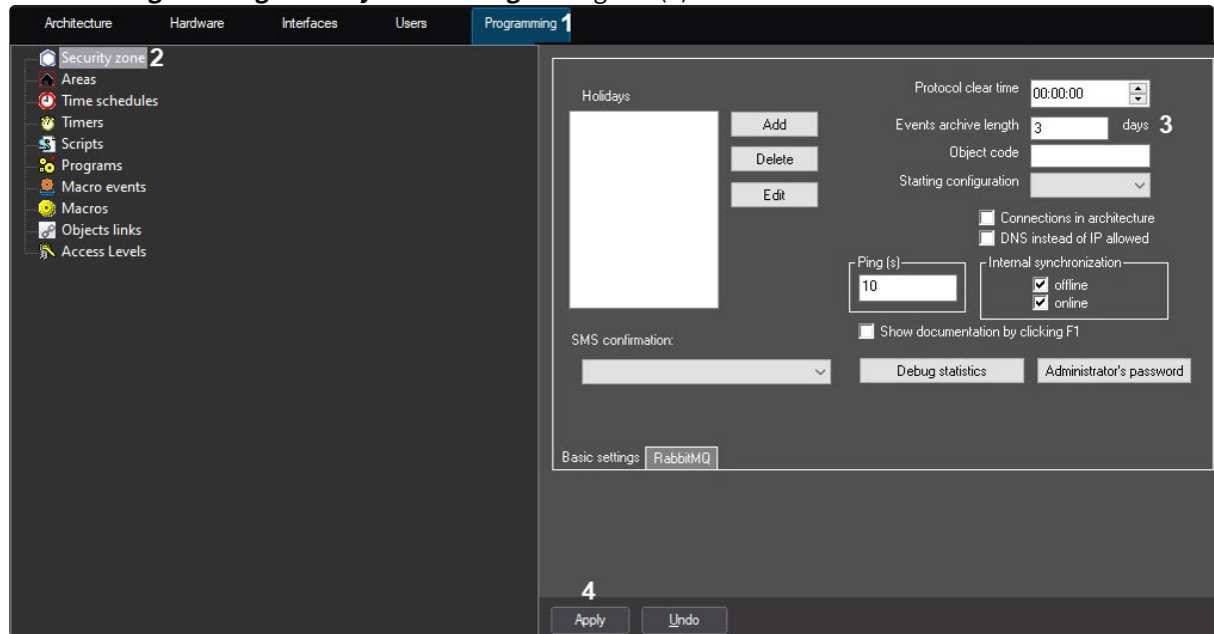 Architecture Hardware Interfaces Users Programming 1
Security zone 2
Areas
Time schedules
Timers
Scripts
Programs
Macro events
Macros
Objects links
Access Levels
Holidays
Add
Delete
Edit
Protocol clear time 00:00:00
Events archive length 3 days 3
Object code
Starting configuration
Connections in architecture
DNS instead of IP allowed
Ping (s)
10
Internal synchronization
offline
online
Show documentation by clicking F1
SMS confirmation:
Debug statistics Administrator's password
Basic settings RabbitMQ
4
Apply Undo